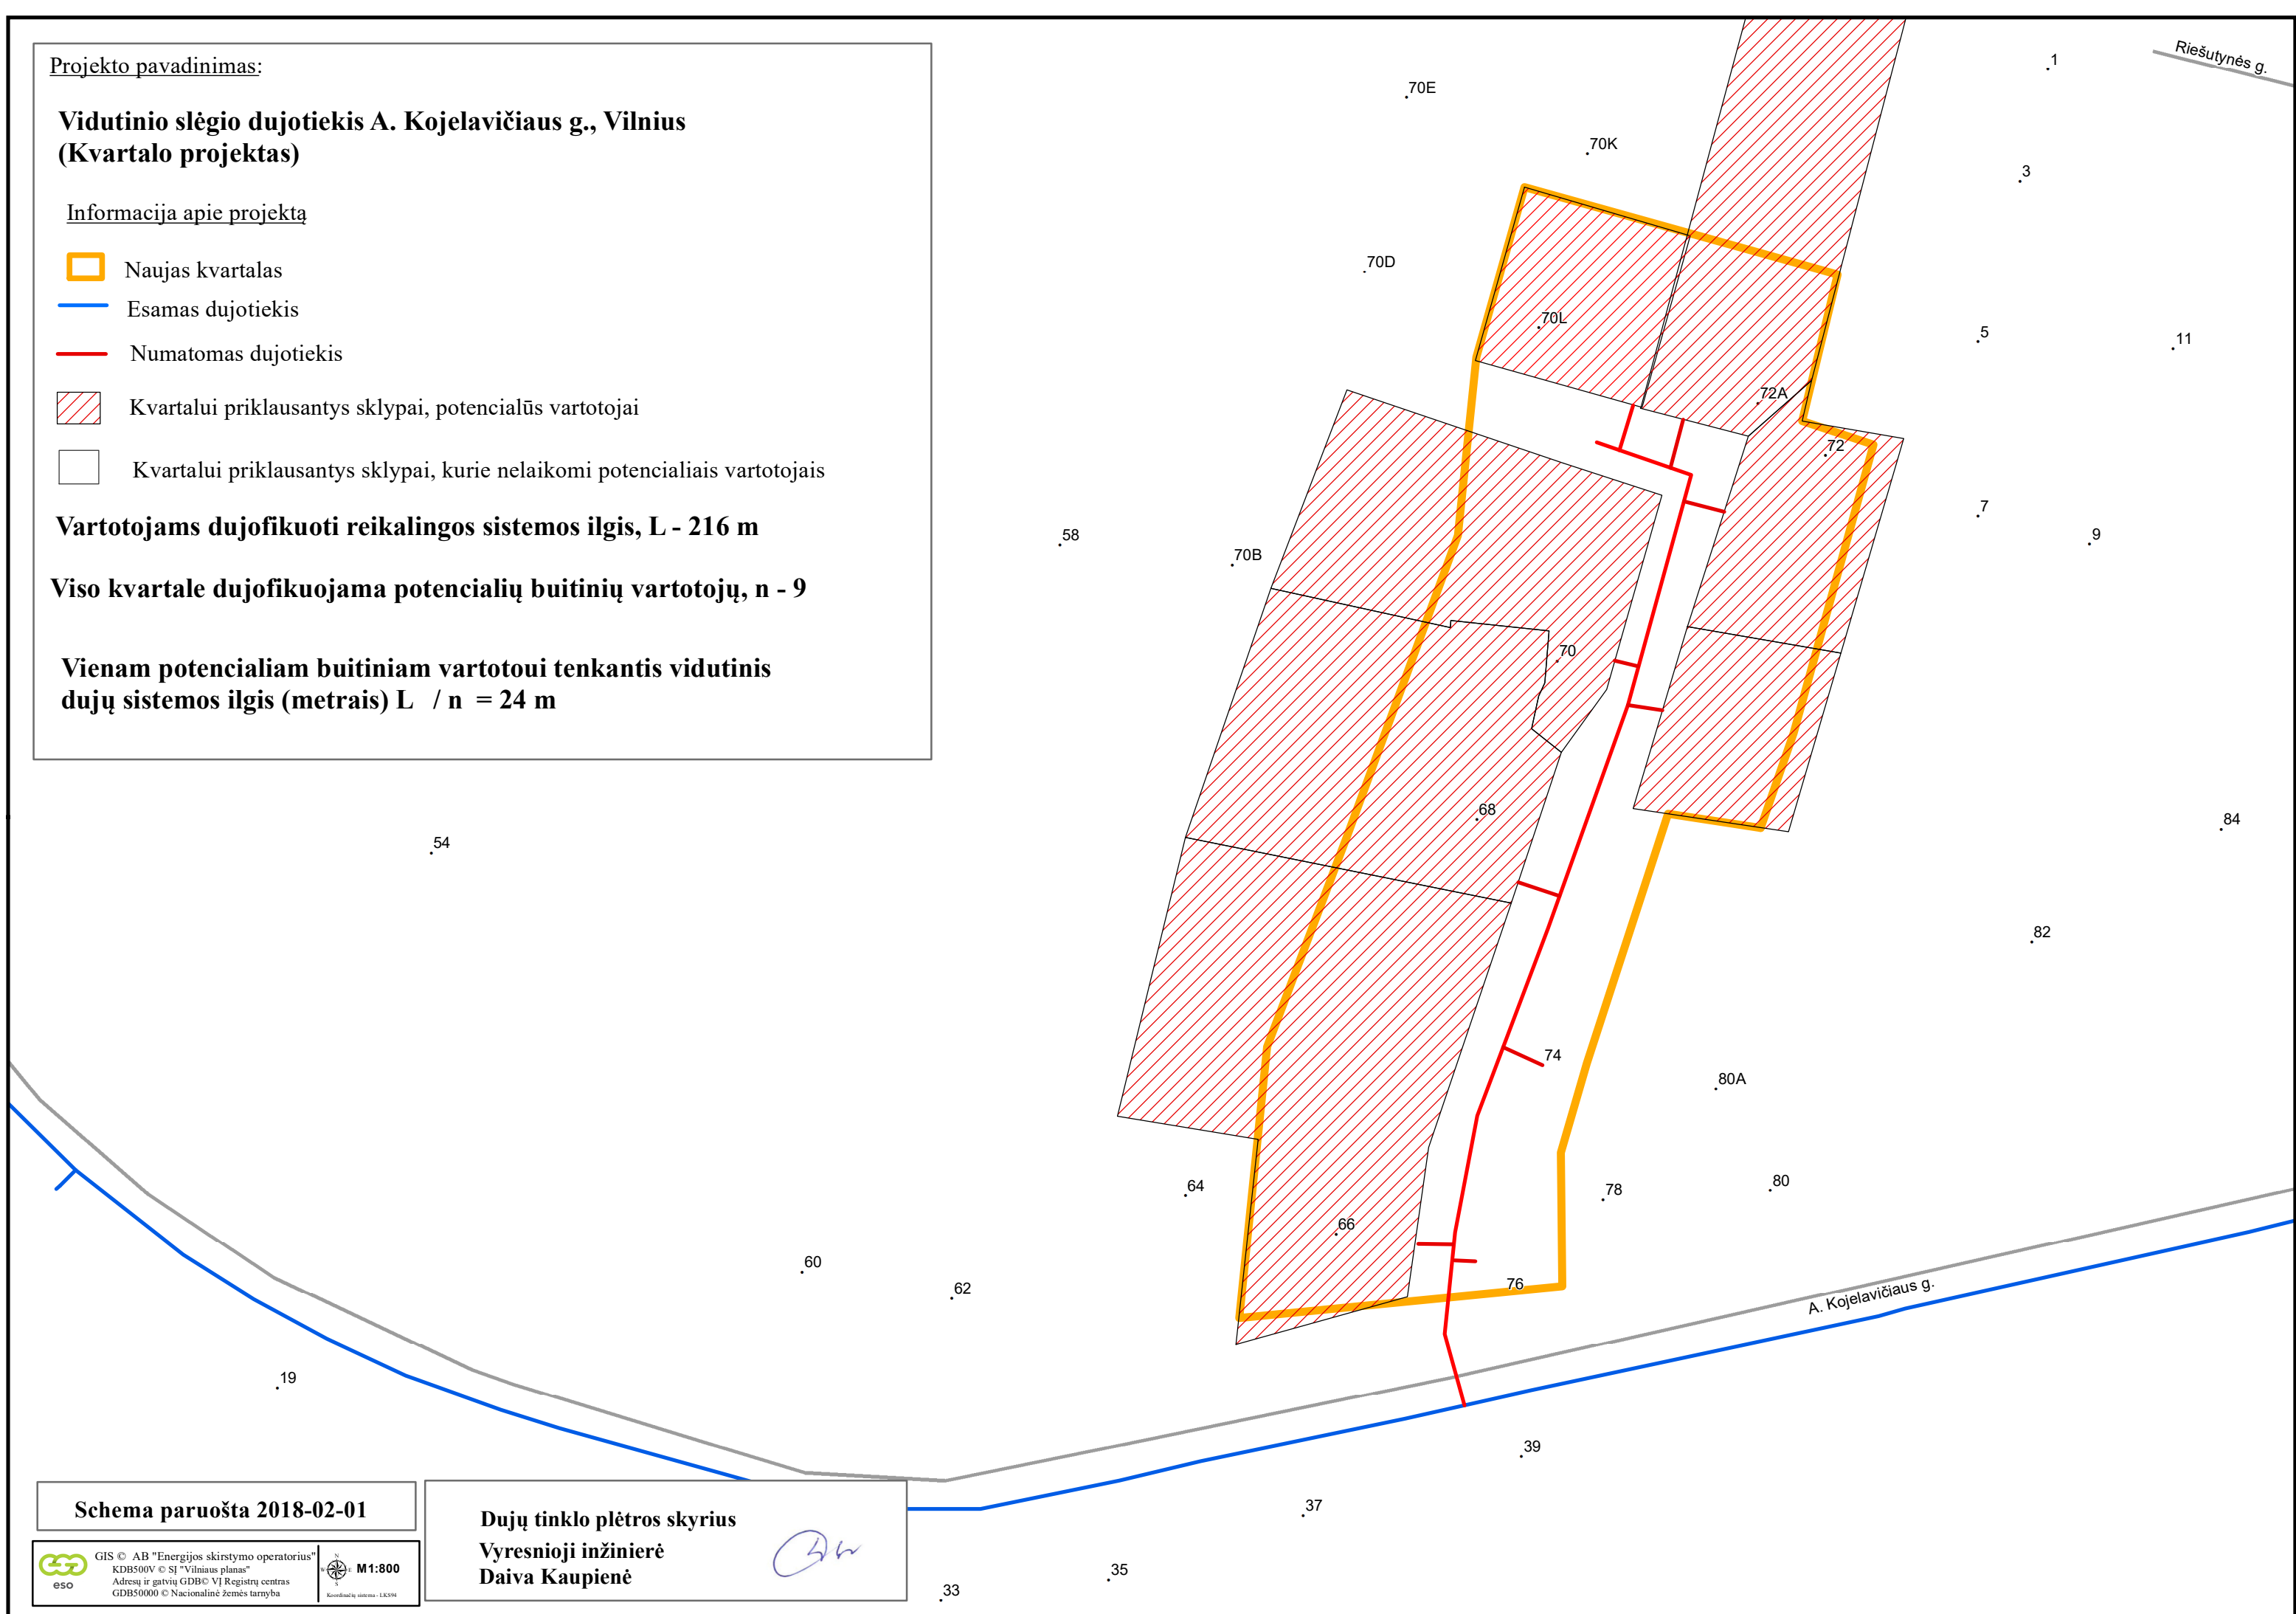 Projekto pavadinimas:
Vidutinio slėgio dujotiekis A. Kojelavičiaus g., Vilnius
(Kvartalo projektas)
Informacija apie projektą
Naujas kvartalas
Esamas dujotiekis
Numatomas dujotiekis
Kvartalui priklausantys sklypai, potencialūs vartotojai
Kvartalui priklausantys sklypai, kurie nelaikomi potencialiais vartotojais
Vartotojams dujofikuoti reikalingos sistemos ilgis, L - 216 m
Viso kvartale dujofikuojama potencialių buitinių vartotojų, n - 9
Vienam potencialiam buitiniam vartotoui tenkantis vidutinis
dujų sistemos ilgis (metrais) L / n = 24 m
Riešutynės g.
1
70E
70K
3
70D
70L
5
11
72A
72
7
9
58
70B
70
68
84
54
82
74
80A
64
78
80
66
60
62
76
A. Kojelavičiaus g.
19
39
37
35
33
Schema paruošta 2018-02-01
Dujų tinklo plėtros skyrius
Vyresnioji inžinierė
Daiva Kaupienė
eso
GIS © AB "Energijos skirstymo operatorius"
KDB500V © SĮ "Vilniaus planas"
Adresų ir gatvių GDB© VĮ Registrų centras
GDB50000 © Nacionalinė žemės tarnyba
N
W
E
S
M1:800
Koordinačių sistema - LKS94